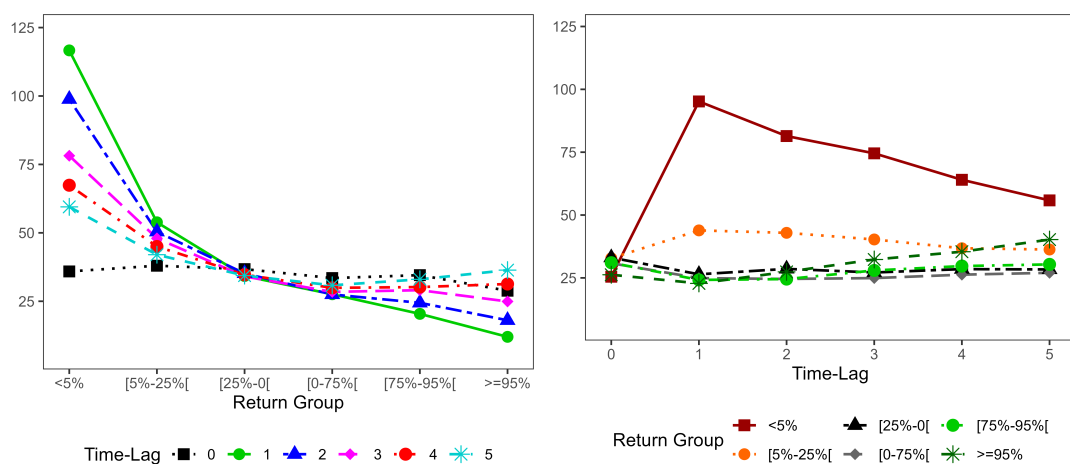 125
100
75
50
25
<5% [5%-25%[ [25%-0[ [0-75%[ [75%-95%[ >=95%
Return Group
Time-Lag 0 1 2 3 4 5
125
100
75
50
25
0 1 2 3 4 5
Time-Lag
Return Group
<5% [25%-0[ [75%-95%[
[5%-25%[ [0-75%[ >=95%